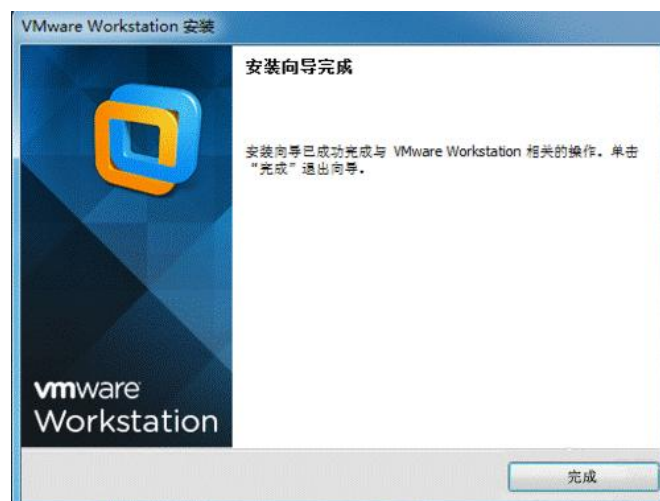 VMware Workstation 安装
安装向导完成
安装向导已成功完成与 VMware Workstation 相关的操作。单击
“完成”退出向导。
vmware
Workstation
完成